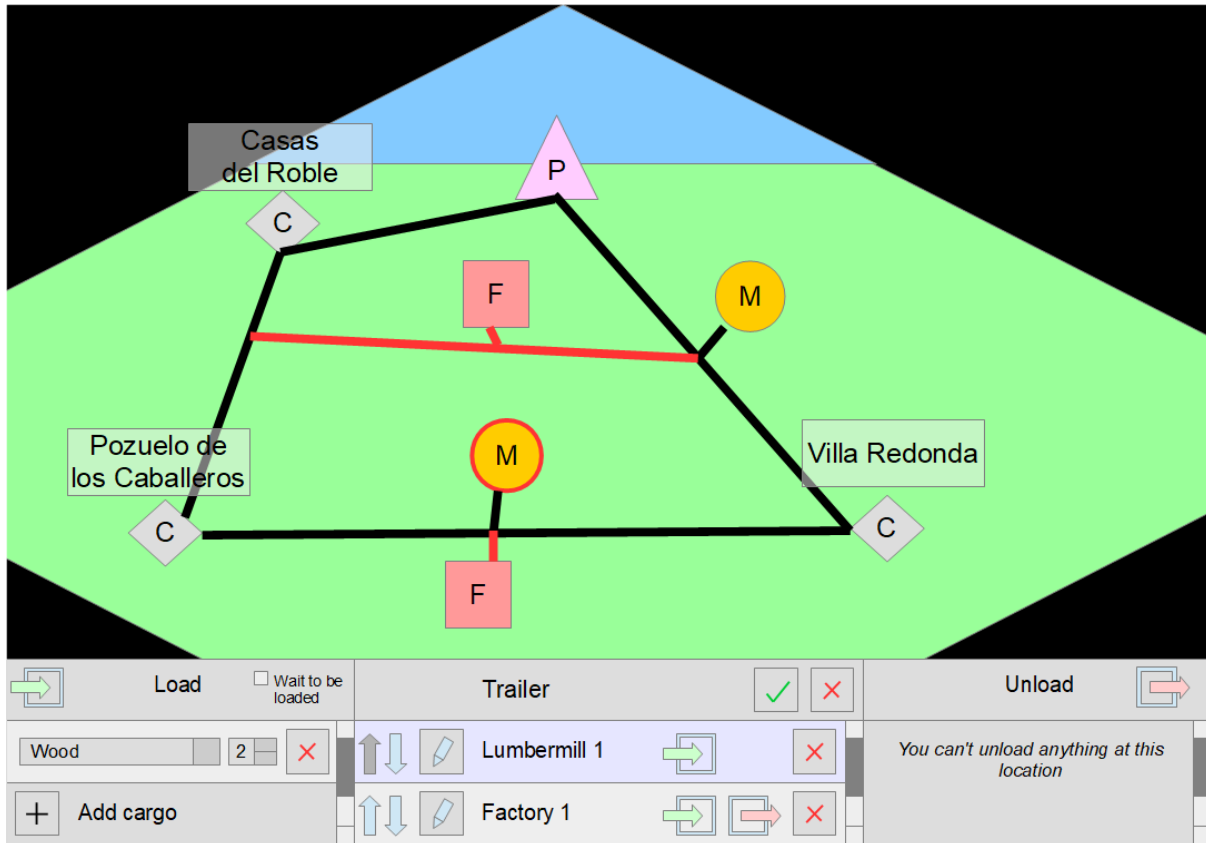 Casas
del Roble
P
C
F
M
Pozuelo de
los Caballeros
M
Villa Redonda
C
C
F
Load
Wait to be
loaded
Trailer
Unload
Wood
2
Lumbermill 1
You can't unload anything at this
location
Add cargo
Factory 1